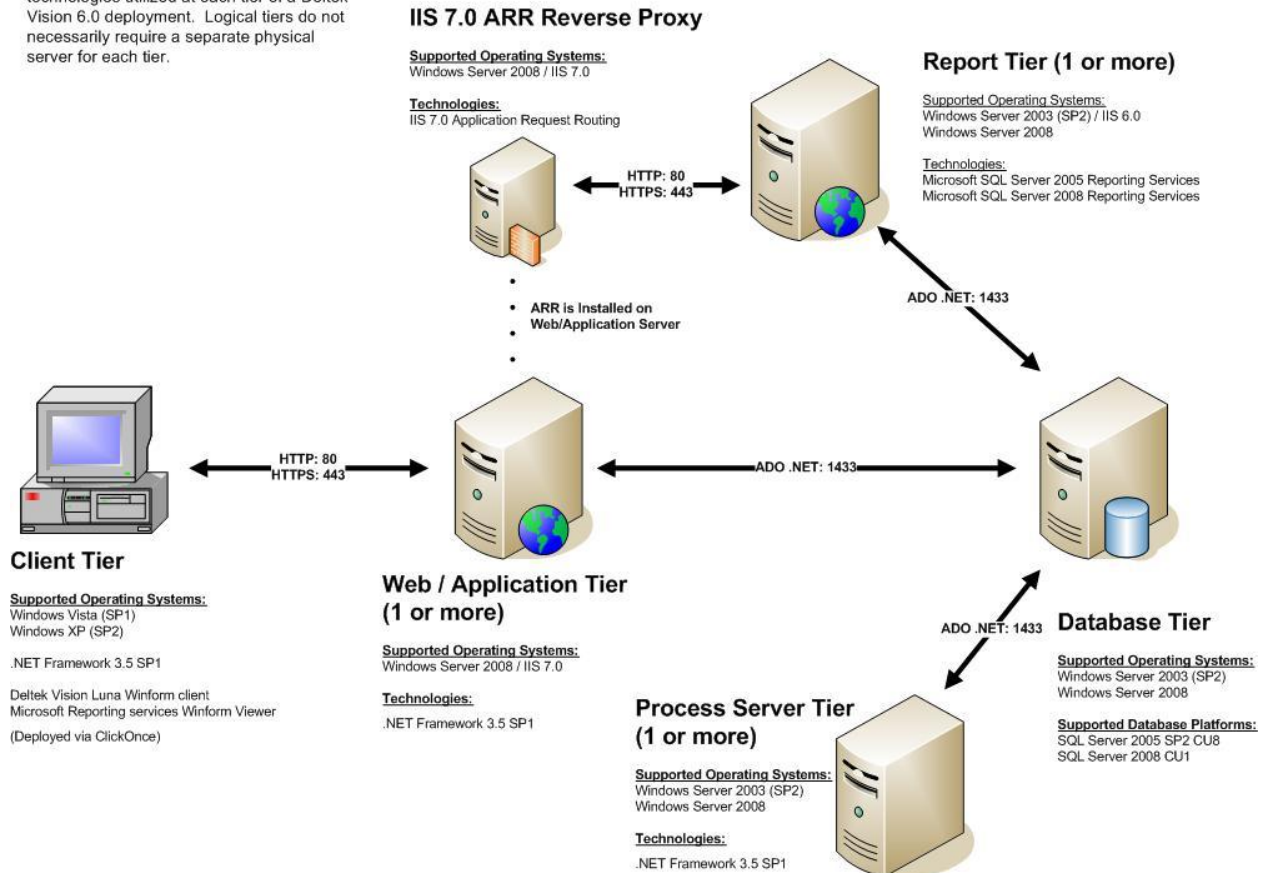 technologies utilized at each tier of a Deltek
Vision 6.0 deployment. Logical tiers do not
necessarily require a separate physical
server for each tier.
IIS 7.0 ARR Reverse Proxy
Supported Operating Systems:
Windows Server 2008 / IIS 7.0
Technologies:
IIS 7.0 Application Request Routing
Report Tier (1 or more)
Supported Operating Systems:
Windows Server 2003 (SP2) / IIS 6.0
Windows Server 2008
Technologies:
Microsoft SQL Server 2005 Reporting Services
Microsoft SQL Server 2008 Reporting Services
HTTP: 80
HTTPS: 443
ADO .NET: 1433
ARR is Installed on
Web/Application Server
HTTP: 80
HTTPS: 443
ADO .NET: 1433
Client Tier
Supported Operating Systems:
Windows Vista (SP1)
Windows XP (SP2)
.NET Framework 3.5 SP1
Deltek Vision Luna Winform client
Microsoft Reporting services Winform Viewer
(Deployed via ClickOnce)
Web / Application Tier
(1 or more)
Supported Operating Systems:
Windows Server 2008 / IIS 7.0
Technologies:
.NET Framework 3.5 SP1
ADO .NET: 1433
Database Tier
Supported Operating Systems:
Windows Server 2003 (SP2)
Windows Server 2008
Supported Database Platforms:
SQL Server 2005 SP2 CU8
SQL Server 2008 CU1
Process Server Tier
(1 or more)
Supported Operating Systems:
Windows Server 2003 (SP2)
Windows Server 2008
Technologies:
.NET Framework 3.5 SP1